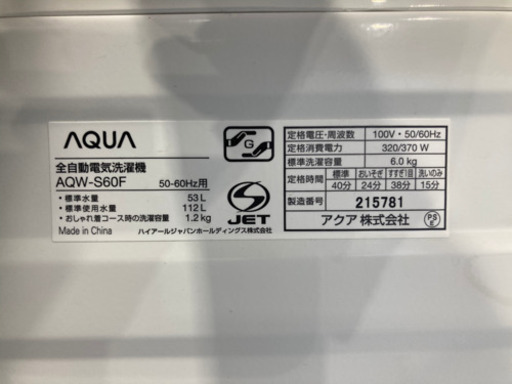 AQUA
全自動電気洗濯機
AQW-S60F 50-60Hz用
・標準水量 53 L
・標準使用水量 112 L
・おしゃれ着コース時の洗濯容量 1.2 kg
Made in China
G
S
JET
ハイアールジャパンホールディングス株式会社
定格電圧・周波数 100V・50/60Hz
定格消費電力 320/370 W
標準洗濯容量 6.0 kg
定格時間 標準 おいそぎ すすぎ1回 洗いのみ
40分 24分 38分 15分
製造番号 215781
アクア 株式会社
PS
E